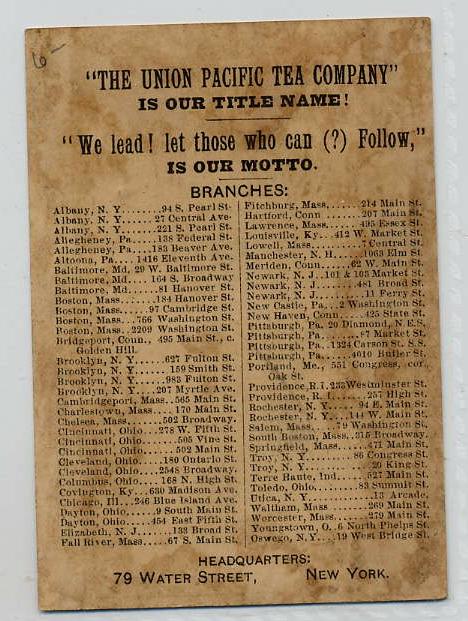 6-
"THE UNION PACIFIC TEA COMPANY"
IS OUR TITLE NAME!
"We lead! let those who can (?) Follow,"
IS OUR MOTTO.
BRANCHES:
Albany, N. Y.......94 S. Pearl St.
Albany, N. Y.......27 Central Ave.
Albany, N. Y.......221 S. Pearl St.
Allegheney, Pa....138 Federal St.
Allegheney, Pa....183 Beaver Ave.
Altoona, Pa.....1416 Eleventh Ave.
Baltimore, Md, 29 W. Baltimore St.
Baltimore, Md.... 164 S. Broadway
Baltimore, Md.......81 Hanover St.
Boston, Mass.......184 Hanover St.
Boston, Mass......97 Cambridge St.
Boston, Mass...766 Washington St.
Boston, Mass. 2209 Washington St.
Bridgeport, Conn., 495 Main St., c.
Golden Hill.
Brooklyn, N. Y......627 Fulton St.
Brooklyn, N. Y.......159 Smith St.
Brooklyn, N. Y......983 Fulton St.
Brooklyn, N. Y....207 Myrtle Ave.
Cambridgeport, Mass..565 Main St.
Charlestown, Mass.... 170 Main St.
Chelsea, Mass.......502 Broadway.
Cincinnati, Ohio.....278 W. Fifth St.
Cincinnati, Ohio......505 Vine St.
Cincinnati, Ohio......502 Main St.
Cleveland, Ohio.....180 Ontario St.
Cleveland, Ohio.....2548 Broadway.
Columbus, Ohio.... 168 N. High St.
Covington, Ky....630 Madison Ave.
Chicago, Ill...246 Blue Island Ave.
Dayton, Ohio......9 South Main St.
Dayton, Ohio.....454 East Fifth St.
Elizabeth, N. J.......133 Broad St.
Fall River, Mass.....67 S. Main St.
Fitchburg, Mass........214 Main St.
Hartford, Conn ........207 Main St.
Lawrence, Mass.......495 Essex St.
Louisville, Ky...412 W. Market St.
Lowell, Mass...........7 Central St.
Manchester, N. H......1063 Elm St.
Meriden, Conn.......62 W. Main St.
Newark, N. J...101 & 103 Market St.
Newark, N. J.........481 Broad St.
Newark, N. J..........11 Ferry St.
New Castle, Pa.. 2 Washington St.
New Haven, Conn.....425 State St.
Pittsburgh, Pa. 20 Diamond, N.E.S.
Pittsburgh, Pa.......87 Market St.
Pittsburgh, Pa..1324 Carson St. S.S.
Pittsburgh, Pa......4010 Butler St.
Portland, Me., 551 Congress, cor.,
Oak St.
Providence, R.I. 233 Westminster St.
Providence, R. I.......257 High St.
Rochester, N. Y......94 E. Main St.
Rochester, N. Y....144 W. Main St.
Salem, Mass......79 Washington St.
South Boston, Mass..315 Broadway.
Springfield, Mass......471 Main St.
Troy, N. Y..........86 Congress St.
Troy, N. Y.............20 King St.
Terre Haute, Ind......527 Main St.
Toledo, Ohio........83 Summit St.
Utica, N. Y...........13 Arcade,
Waltham, Mass .......269 Main St.
Worcester, Mass......279 Main St.
Youngstown, O.. 6 North Phelps St.
Oswego, N.Y....19 West Bridge St.
HEADQUARTERS:
79 WATER STREET, NEW YORK.